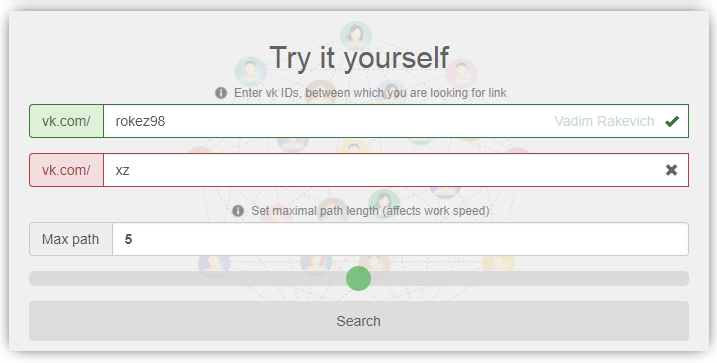 Try it yourself
Enter vk IDs, between which you are looking for link
vk.com/ rokez98 Vadim Rakevich
vk.com/ xz
Set maximal path length (affects work speed)
Max path 5
Search